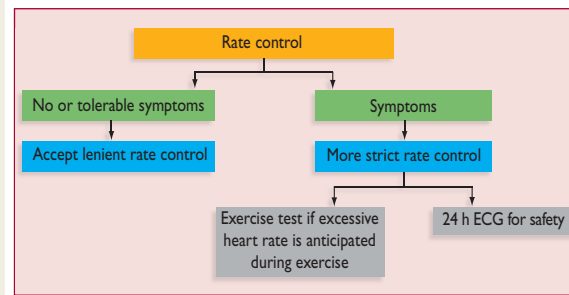 Rate control
No or tolerable symptoms
Symptoms
Accept lenient rate control
More strict rate control
Exercise test if excessive
heart rate is anticipated
during exercise
24 h ECG for safety